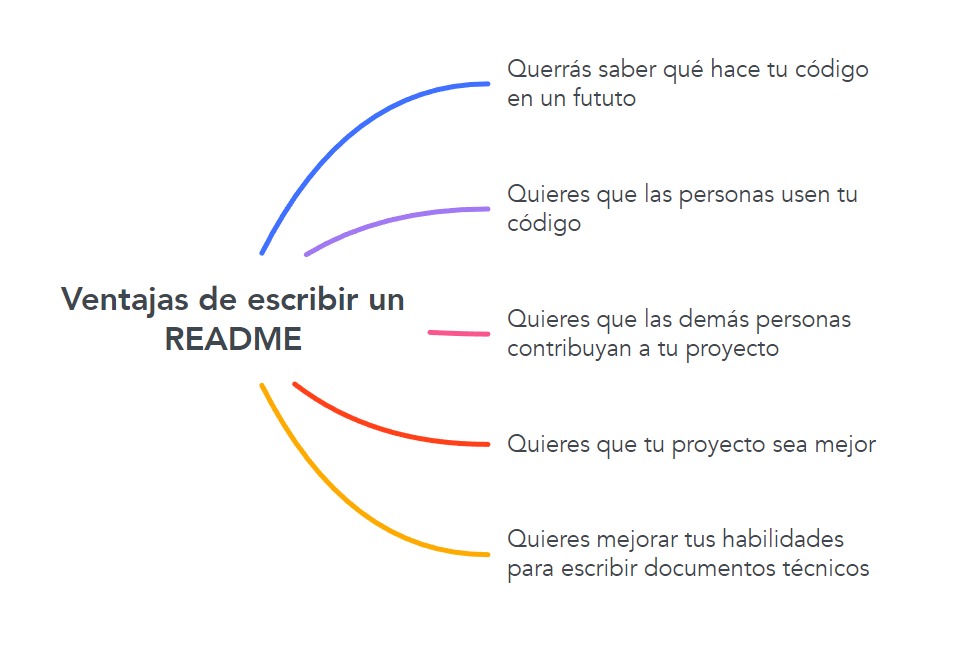 Querrás saber qué hace tu código
en un fututo
Quieres que las personas usen tu
código
Ventajas de escribir un
README
Quieres que las demás personas
contribuyan a tu proyecto
Quieres que tu proyecto sea mejor
Quieres mejorar tus habilidades
para escribir documentos técnicos